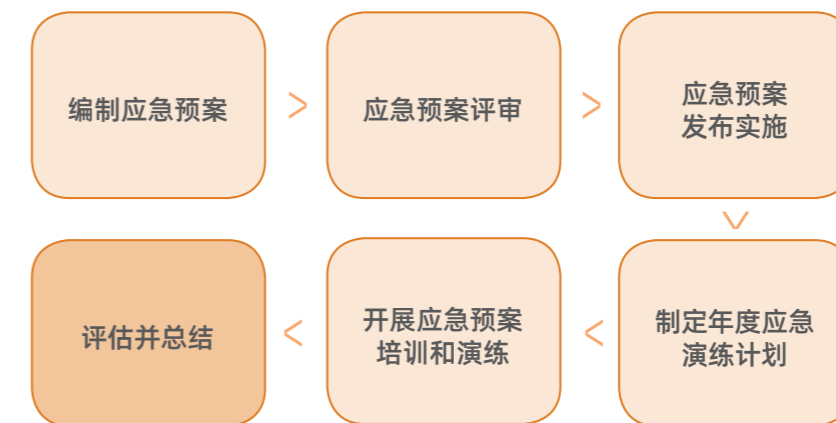 编制应急预案
应急预案评审
应急预案
发布实施
评估并总结
开展应急预案
培训和演练
制定年度应急
演练计划